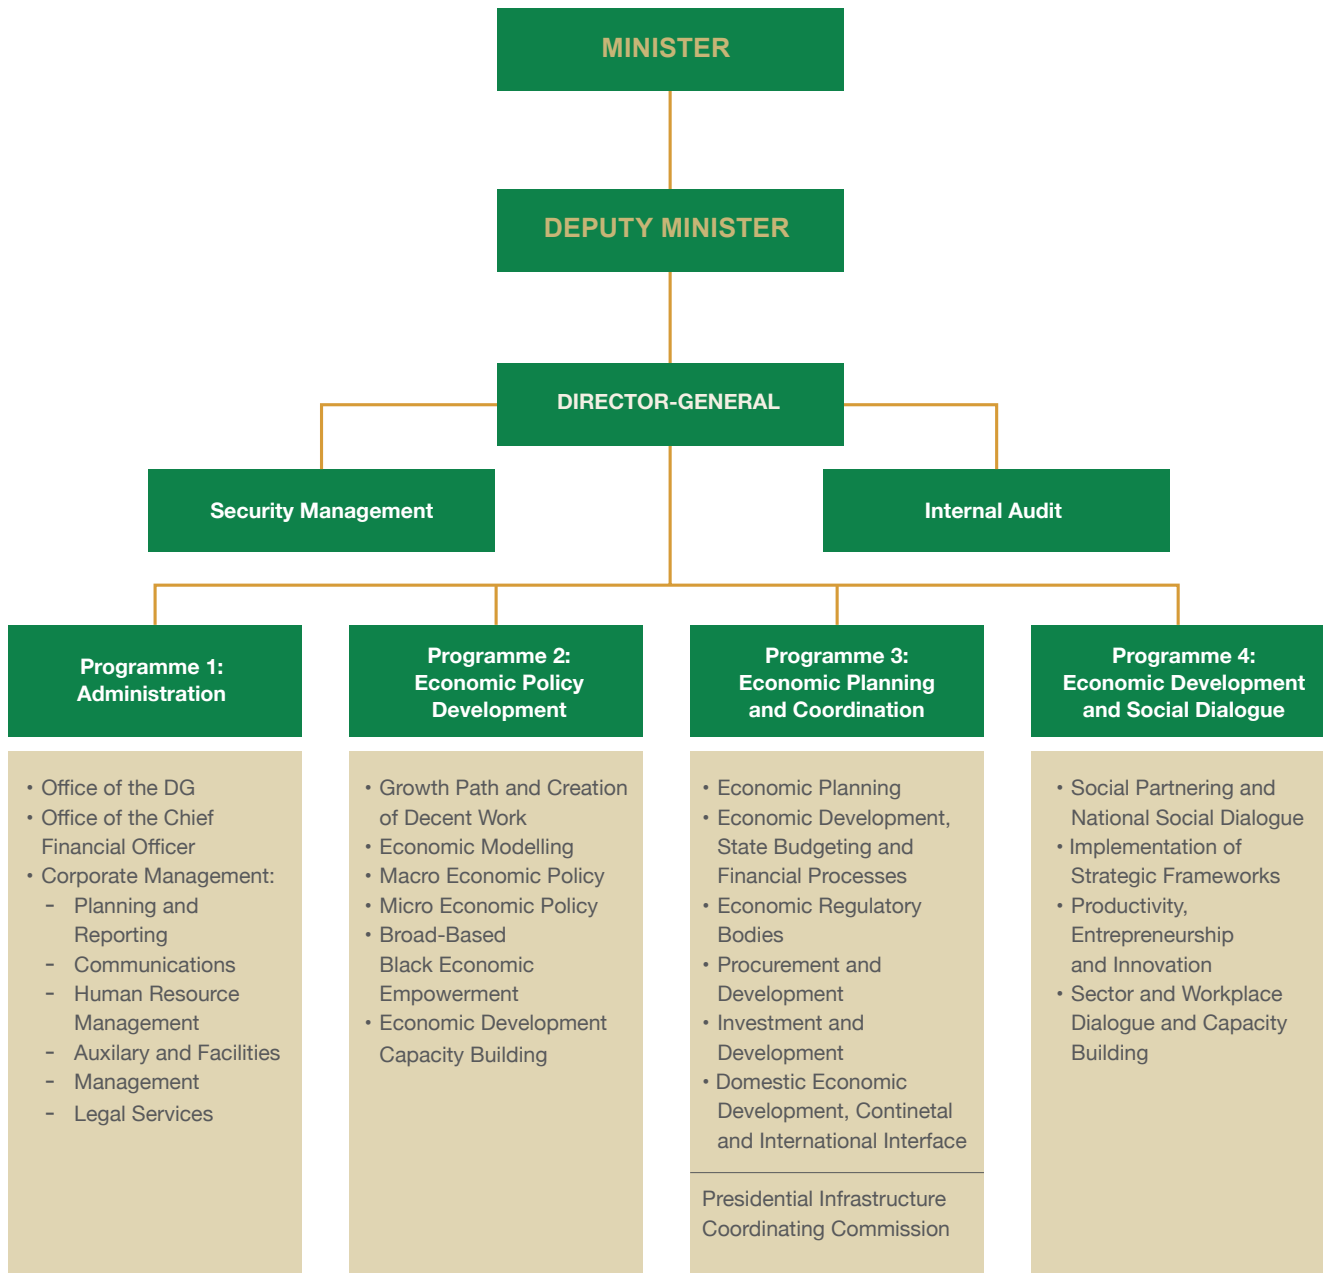 MINISTER
DEPUTY MINISTER
DIRECTOR-GENERAL
Security Management
Internal Audit
Programme 1:
Administration
Programme 2:
Economic Policy
Development
Programme 3:
Economic Planning
and Coordination
Programme 4:
Economic Development
and Social Dialogue
• Office of the DG
• Office of the Chief
Financial Officer
• Corporate Management:
- Planning and
Reporting
- Communications
- Human Resource
Management
- Auxilary and Facilities
- Management
- Legal Services
• Growth Path and Creation
of Decent Work
• Economic Modelling
• Macro Economic Policy
• Micro Economic Policy
• Broad-Based
Black Economic
Empowerment
• Economic Development
Capacity Building
• Economic Planning
• Economic Development,
State Budgeting and
Financial Processes
• Economic Regulatory
Bodies
• Procurement and
Development
• Investment and
Development
• Domestic Economic
Development, Continetal
and International Interface
Presidential Infrastructure
Coordinating Commission
• Social Partnering and
National Social Dialogue
• Implementation of
Strategic Frameworks
• Productivity,
Entrepreneurship
and Innovation
• Sector and Workplace
Dialogue and Capacity
Building